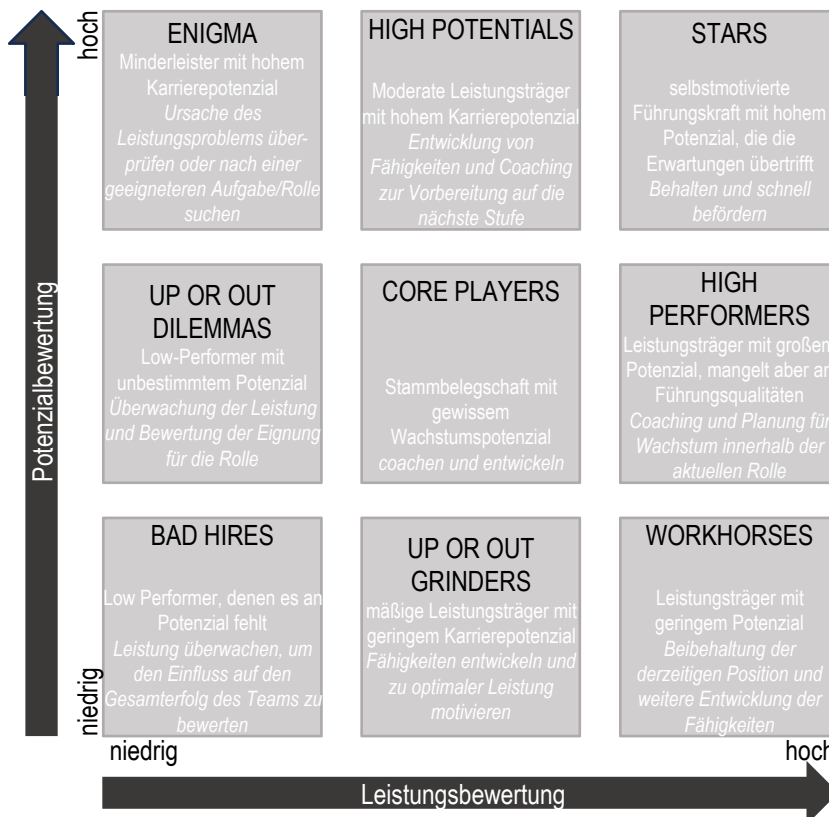 hoch
ENIGMA
Minderleister mit hohem
Karrierepotenzial
Ursache des
Leistungsproblems über-
prüfen oder nach einer
geeigneteren Aufgabe/Rolle
suchen
HIGH POTENTIALS
Moderate Leistungsträger
mit hohem Karrierepotenzial
Entwicklung von
Fähigkeiten und Coaching
zur Vorbereitung auf die
nächste Stufe
STARS
selbstmotivierte
Führungskraft mit hohem
Potenzial, die die
Erwartungen übertrifft
Behalten und schnell
befördern
Potenzialbewertung
UP OR OUT
DILEMMAS
Low-Performer mit
unbestimmtem Potenzial
Überwachung der Leistung
und Bewertung der Eignung
für die Rolle
CORE PLAYERS
Stammbelegschaft mit
gewissem
Wachstumspotenzial
coachen und entwickeln
HIGH
PERFORMERS
Leistungsträger mit großem
Potenzial, mangelt aber an
Führungsqualitäten
Coaching und Planung für
Wachstum innerhalb der
aktuellen Rolle
BAD HIRES
Low Performer, denen es an
Potenzial fehlt
Leistung überwachen, um
den Einfluss auf den
Gesamterfolg des Teams zu
bewerten
UP OR OUT
GRINDERS
mäßige Leistungsträger mit
geringem Karrierepotenzial
Fähigkeiten entwickeln und
zu optimaler Leistung
motivieren
WORKHORSES
Leistungsträger mit
geringem Potenzial
Beibehaltung der
derzeitigen Position und
weitere Entwicklung der
Fähigkeiten
niedrig
niedrig
hoch
Leistungsbewertung